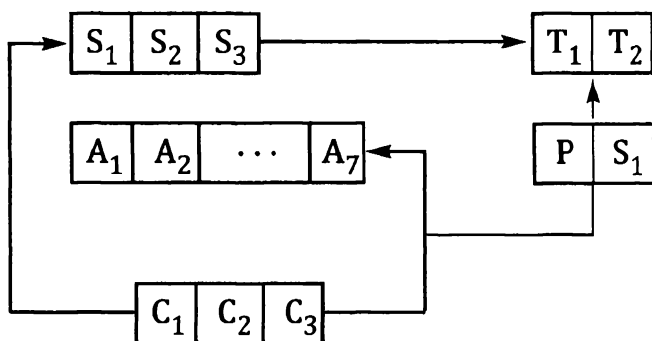 S₁ S₂ S₃ T₁ T₂
A₁ A₂ ··· A₇ P S₁
C₁ C₂ C₃